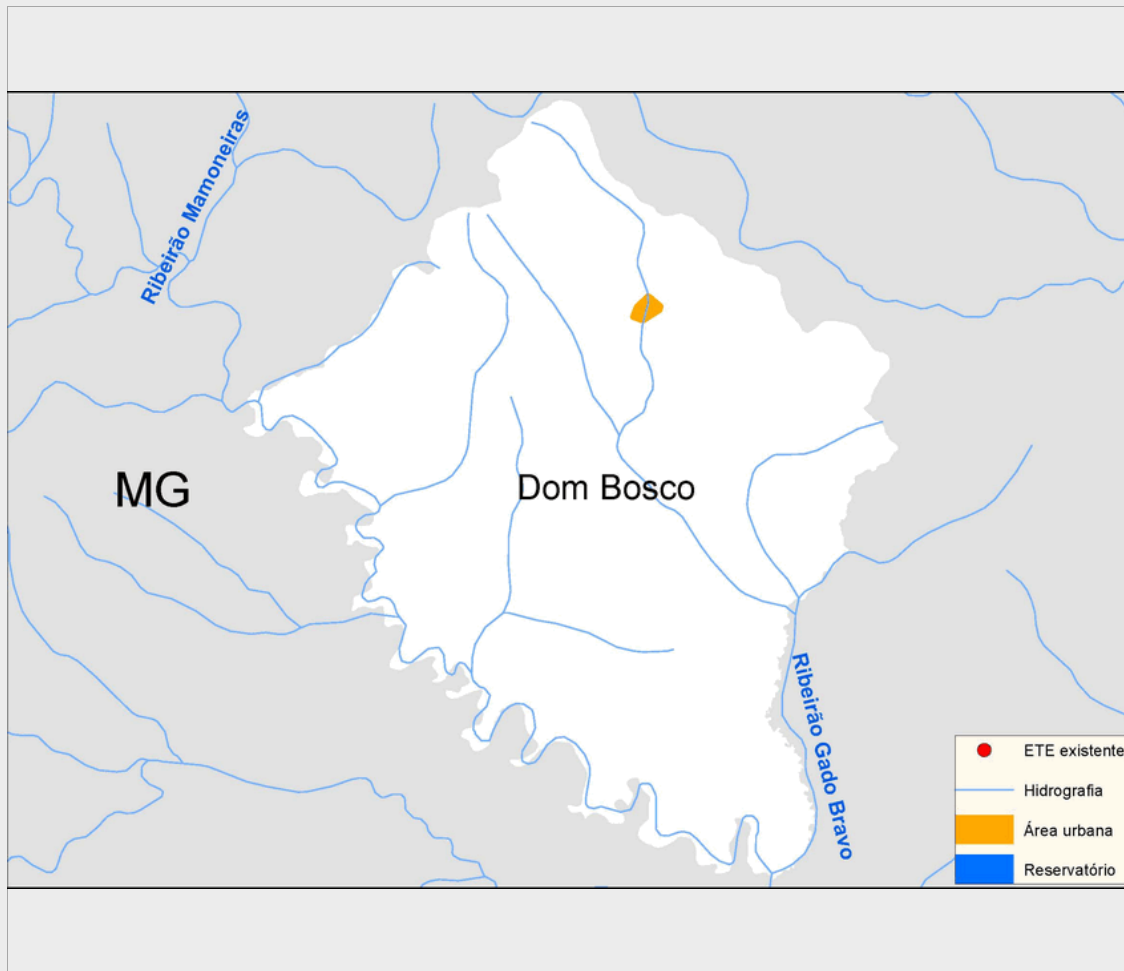 Ribeirão Mamoneiras
MG
Dom Bosco
Ribeirão Gado Bravo
ETE existente
Hidrografia
Área urbana
Reservatório